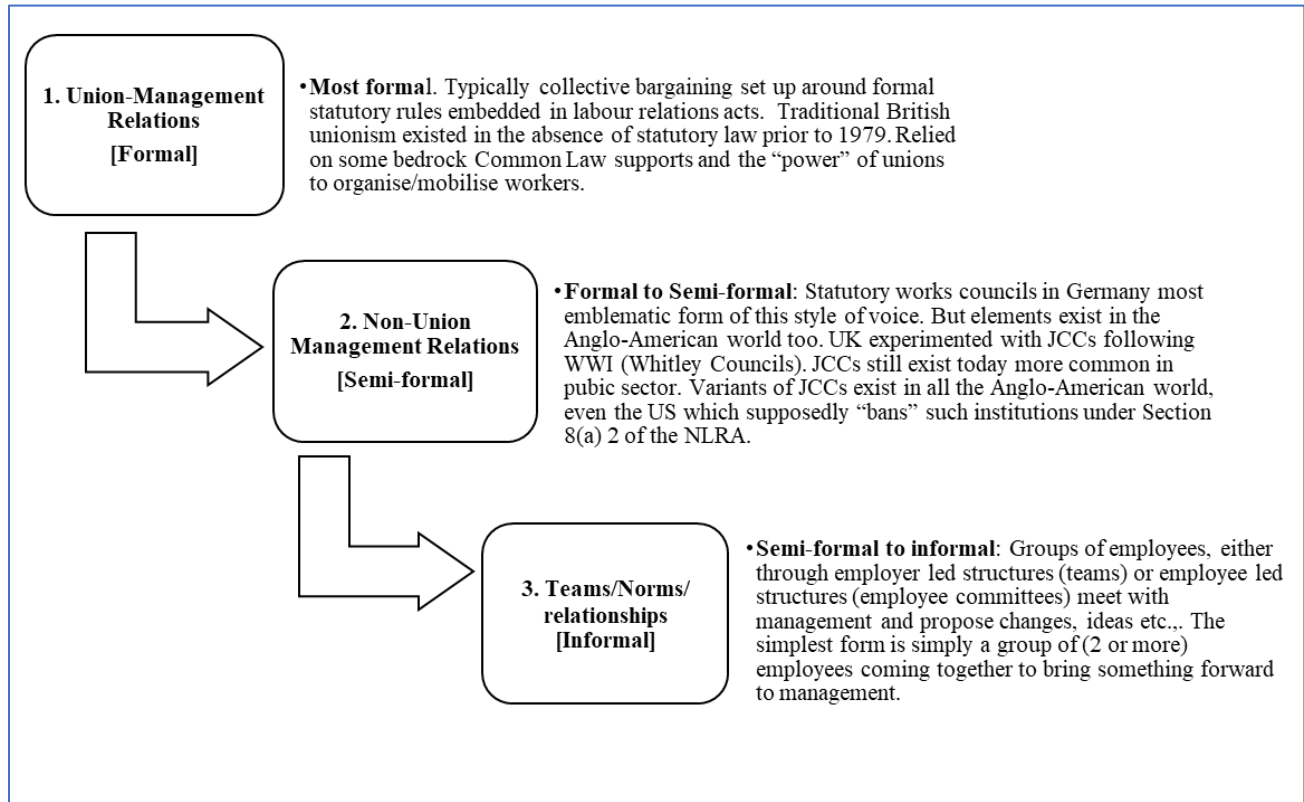 1. Union-Management
Relations
[Formal]
•Most formal. Typically collective bargaining set up around formal
statutory rules embedded in labour relations acts. Traditional British
unionism existed in the absence of statutory law prior to 1979. Relied
on some bedrock Common Law supports and the “power” of unions
to organise/mobilise workers.
2. Non-Union
Management Relations
[Semi-formal]
•Formal to Semi-formal: Statutory works councils in Germany most
emblematic form of this style of voice. But elements exist in the
Anglo-American world too. UK experimented with JCCs following
WWI (Whitley Councils). JCCs still exist today more common in
pubic sector. Variants of JCCs exist in all the Anglo-American world,
even the US which supposedly “bans” such institutions under Section
8(a) 2 of the NLRA.
3. Teams/Norms/
relationships
[Informal]
•Semi-formal to informal: Groups of employees, either
through employer led structures (teams) or employee led
structures (employee committees) meet with
management and propose changes, ideas etc.,. The
simplest form is simply a group of (2 or more)
employees coming together to bring something forward
to management.